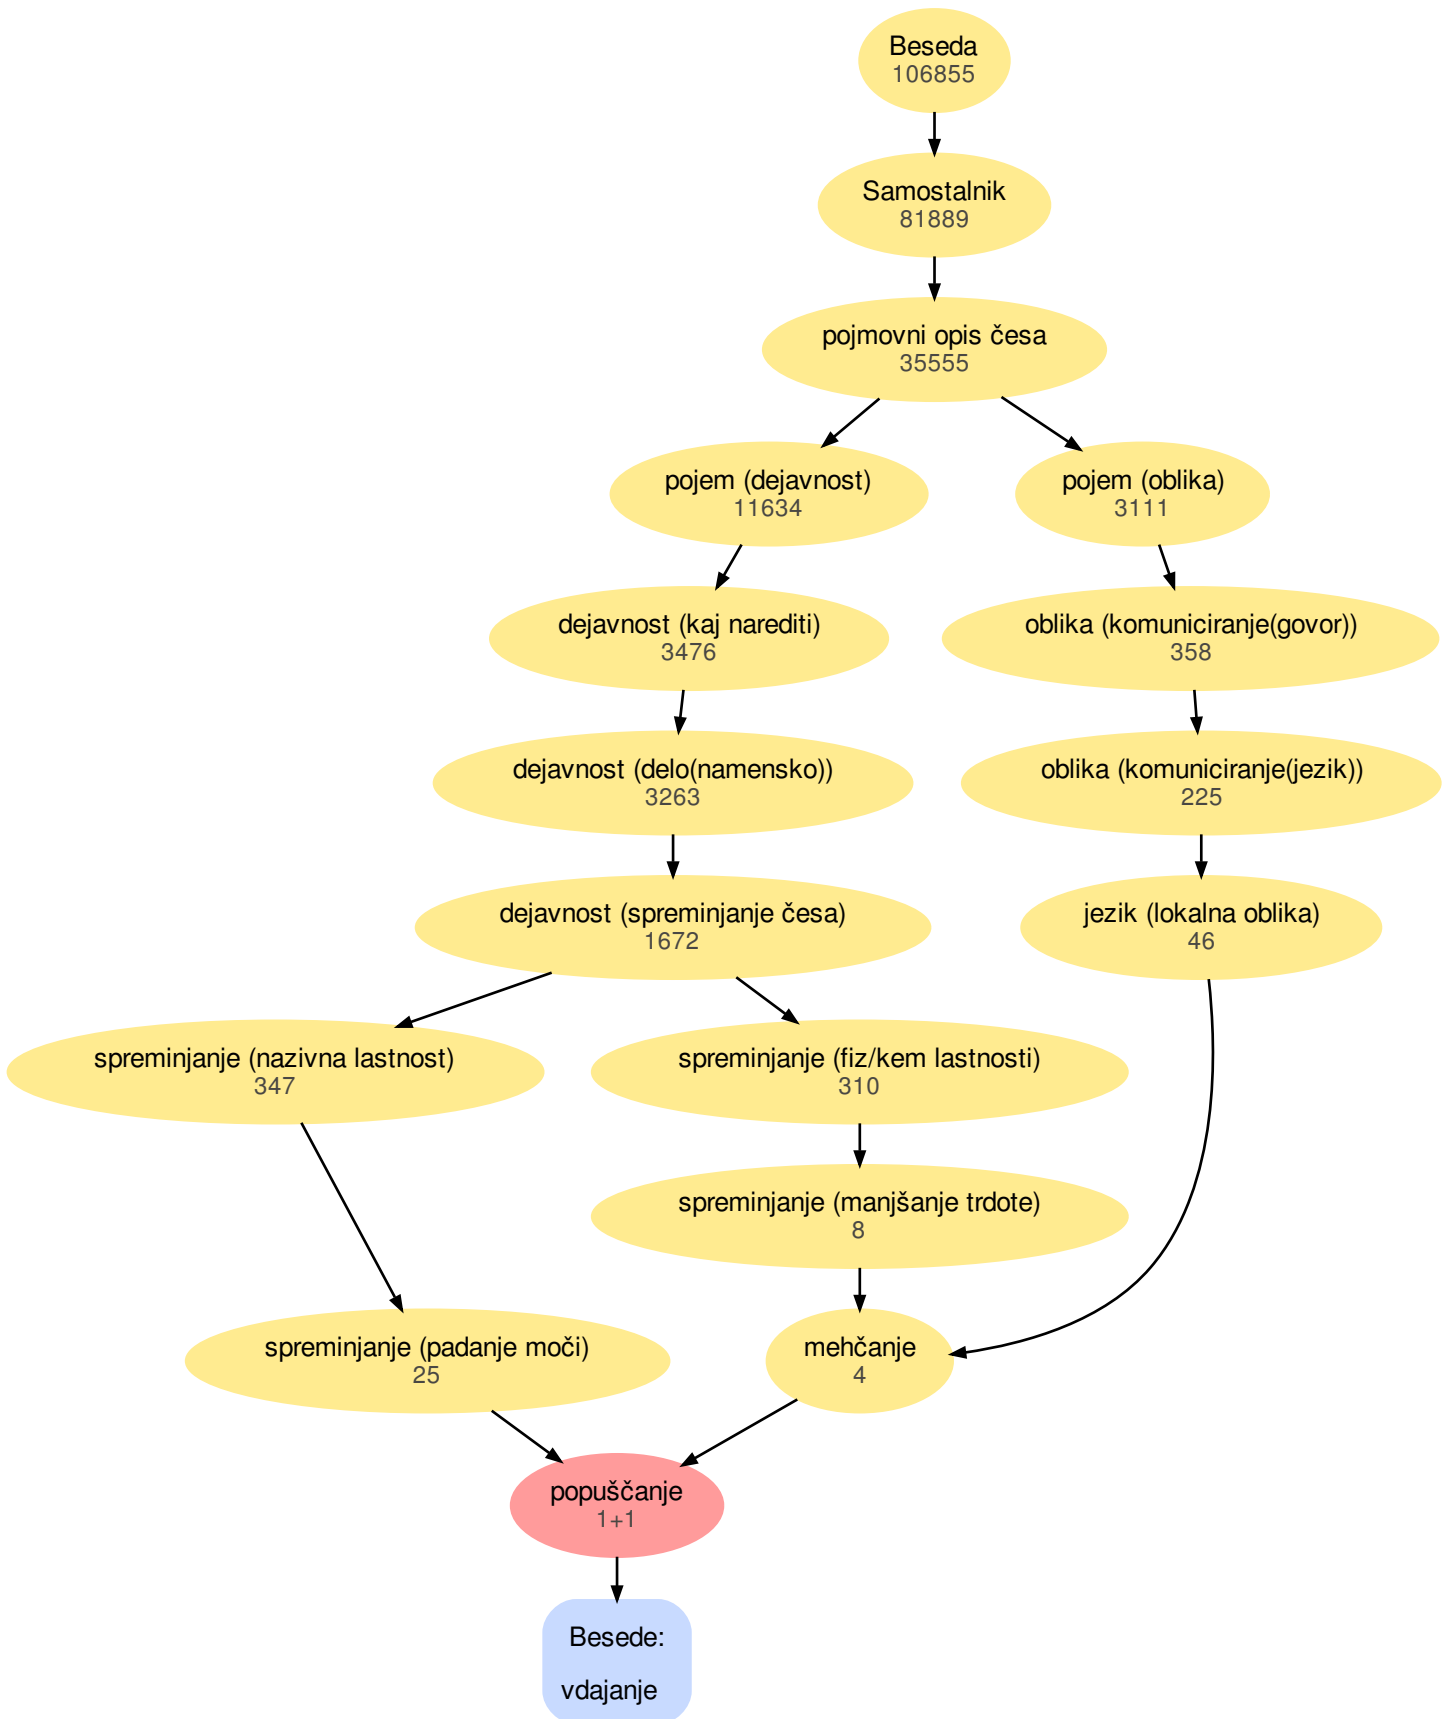 Beseda
106855
Samostalnik
81889
pojmovni opis česa
35555
pojem (dejavnost)
11634
pojem (oblika)
3111
dejavnost (kaj narediti)
3476
oblika (komuniciranje(govor))
358
dejavnost (delo(namensko))
3263
oblika (komuniciranje(jezik))
225
dejavnost (spreminjanje česa)
1672
jezik (lokalna oblika)
46
spreminjanje (nazivna lastnost)
347
spreminjanje (fiz/kem lastnosti)
310
spreminjanje (manjšanje trdote)
8
spreminjanje (padanje moči)
25
mehčanje
4
popuščanje
1+1
Besede:
vdajanje